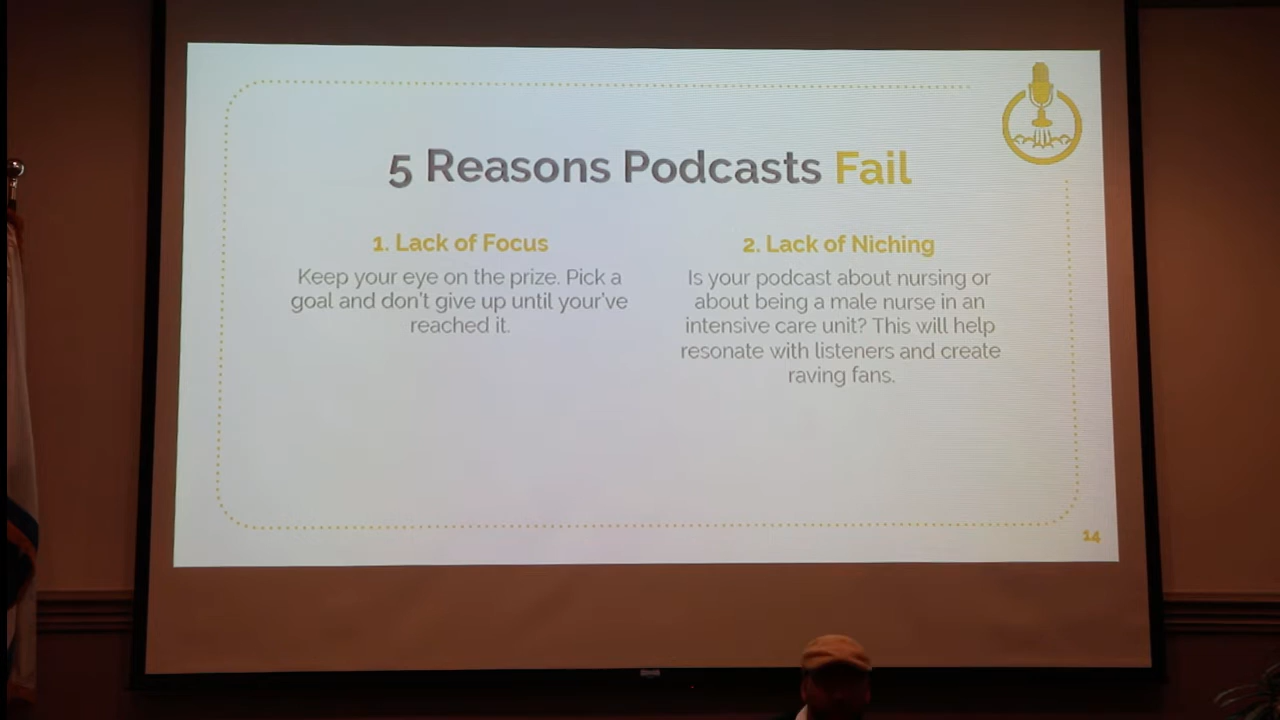 5 Reasons Podcasts Fail
1. Lack of Focus
Keep your eye on the prize. Pick a
goal and don't give up until your've
reached it.
2. Lack of Niching
Is your podcast about nursing or
about being a male nurse in an
intensive care unit? This will help
resonate with listeners and create
raving fans.
14